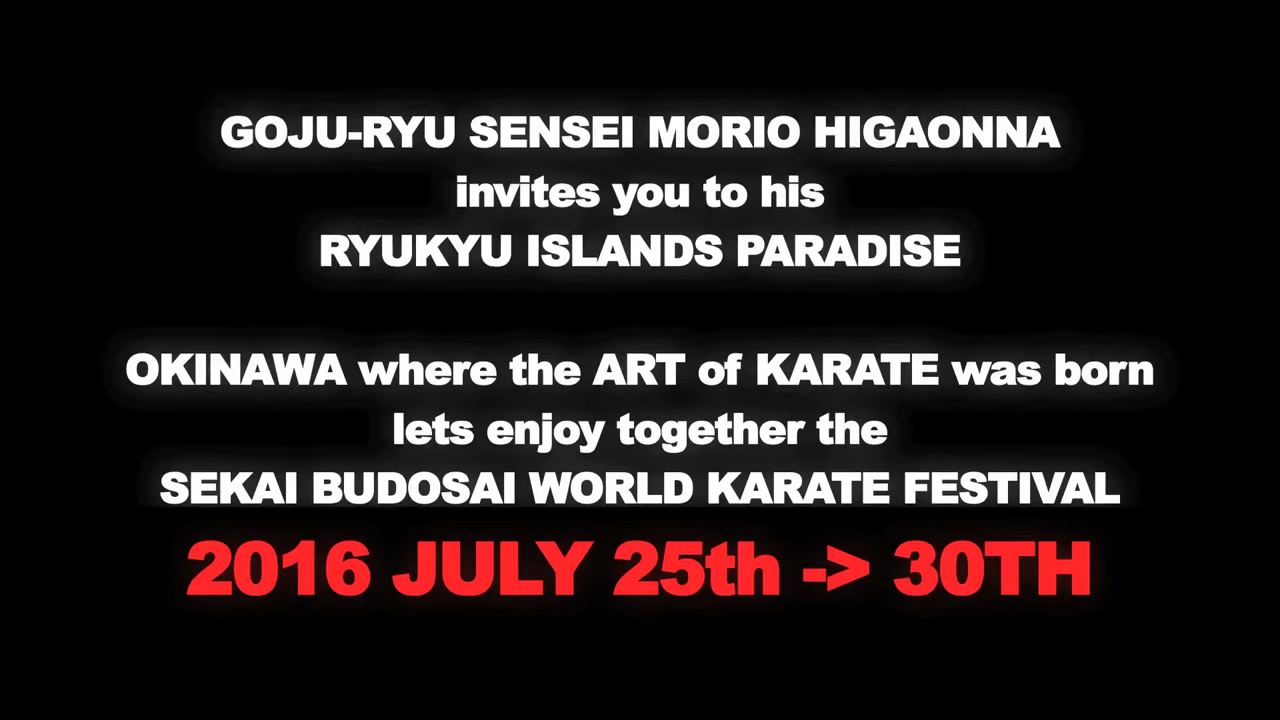 GOJU-RYU SENSEI MORIO HIGAONNA
invites you to his
RYUKYU ISLANDS PARADISE
OKINAWA where the ART of KARATE was born
lets enjoy together the
SEKAI BUDOSAI WORLD KARATE FESTIVAL
2016 JULY 25th -> 30TH